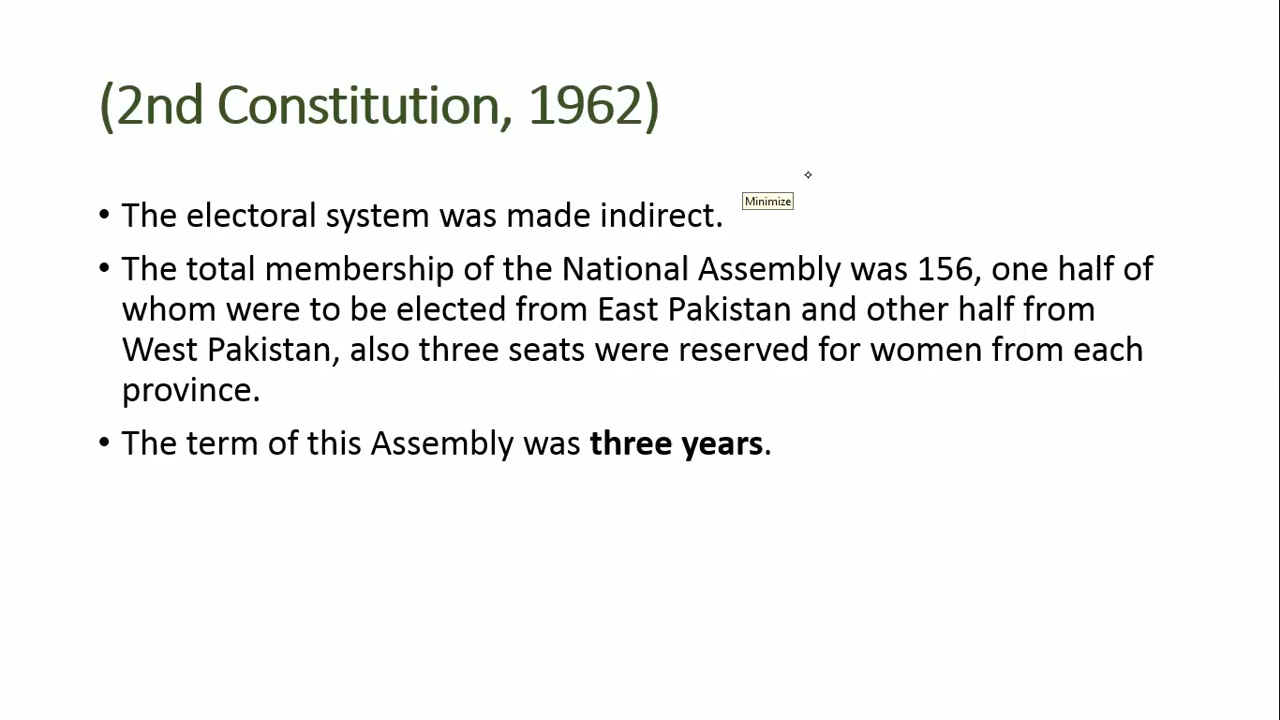 (2nd Constitution, 1962)
Minimize
• The electoral system was made indirect.
• The total membership of the National Assembly was 156, one half of
whom were to be elected from East Pakistan and other half from
West Pakistan, also three seats were reserved for women from each
province.
• The term of this Assembly was three years.